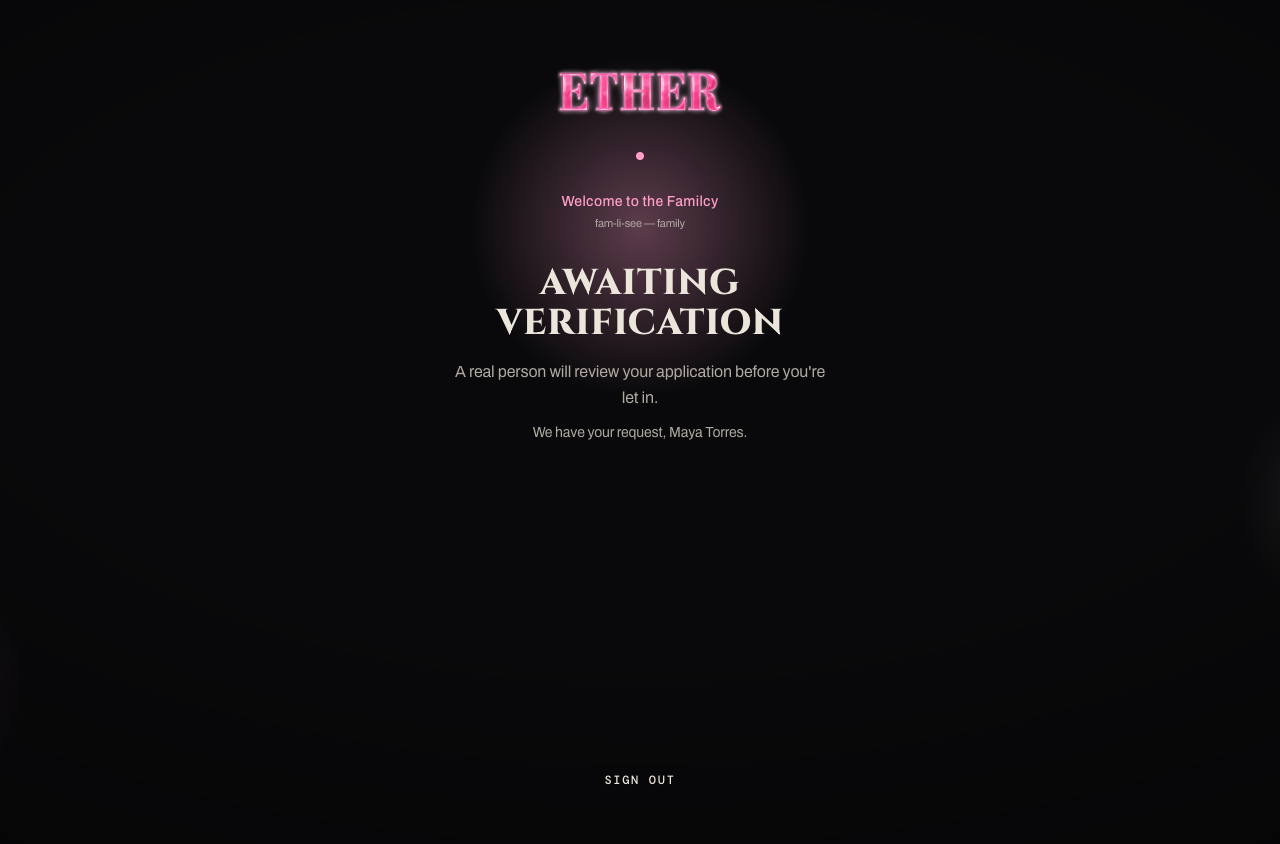 ETHER
Welcome to the Familcy
fam-li-see — family
AWAITING
VERIFICATION
A real person will review your application before you're
let in.
We have your request, Maya Torres.
SIGN OUT